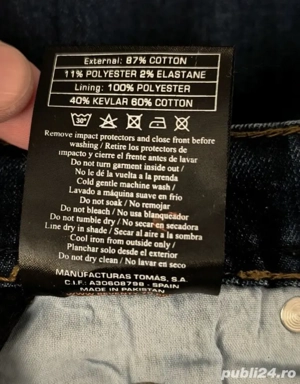 External: 87% COTTON
11% POLYESTER 2% ELASTANE
Lining: 100% POLYESTER
40% KEVLAR 60% COTTON
30°
Remove impact protectors and close front before
washing / Retire los protectores de
impacto y cierre el frente antes de lavar
Do not turn garment inside out /
No le dé la vuelta a la prenda
Cold gentle machine wash /
Lavado a máquina suave en frío
Do not soak / No remojar
Do not bleach / No usa blanqueador
Do not tumble dry / No secar en secadora
Line dry in shade / Secar al aire a la sombra
Cool iron from outside only /
Planchar solo desde el exterior
Do not dry clean / No lavar en seco
MANUFACTURAS TOMÁS, S.A.
C.I.F.: A30608798 - SPAIN
MADE IN PAKISTAN
publi24.ro